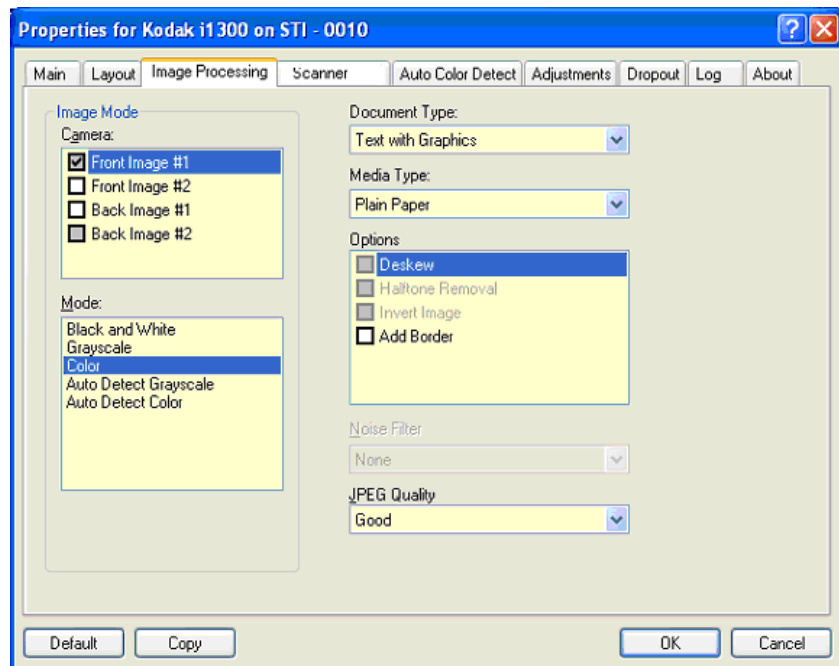 Properties for Kodak i1300 on STI - 0010
Main Layout Image Processing Scanner Auto Color Detect Adjustments Dropout Log About
Image Mode
Camera:
Front Image #1
Front Image #2
Back Image #1
Back Image #2
Mode:
Black and White
Grayscale
Color
Auto Detect Grayscale
Auto Detect Color
Document Type:
Text with Graphics
Media Type:
Plain Paper
Options
Deskew
Halftone Removal
Invert Image
Add Border
Noise Filter
None
JPEG Quality
Good
Default Copy OK Cancel